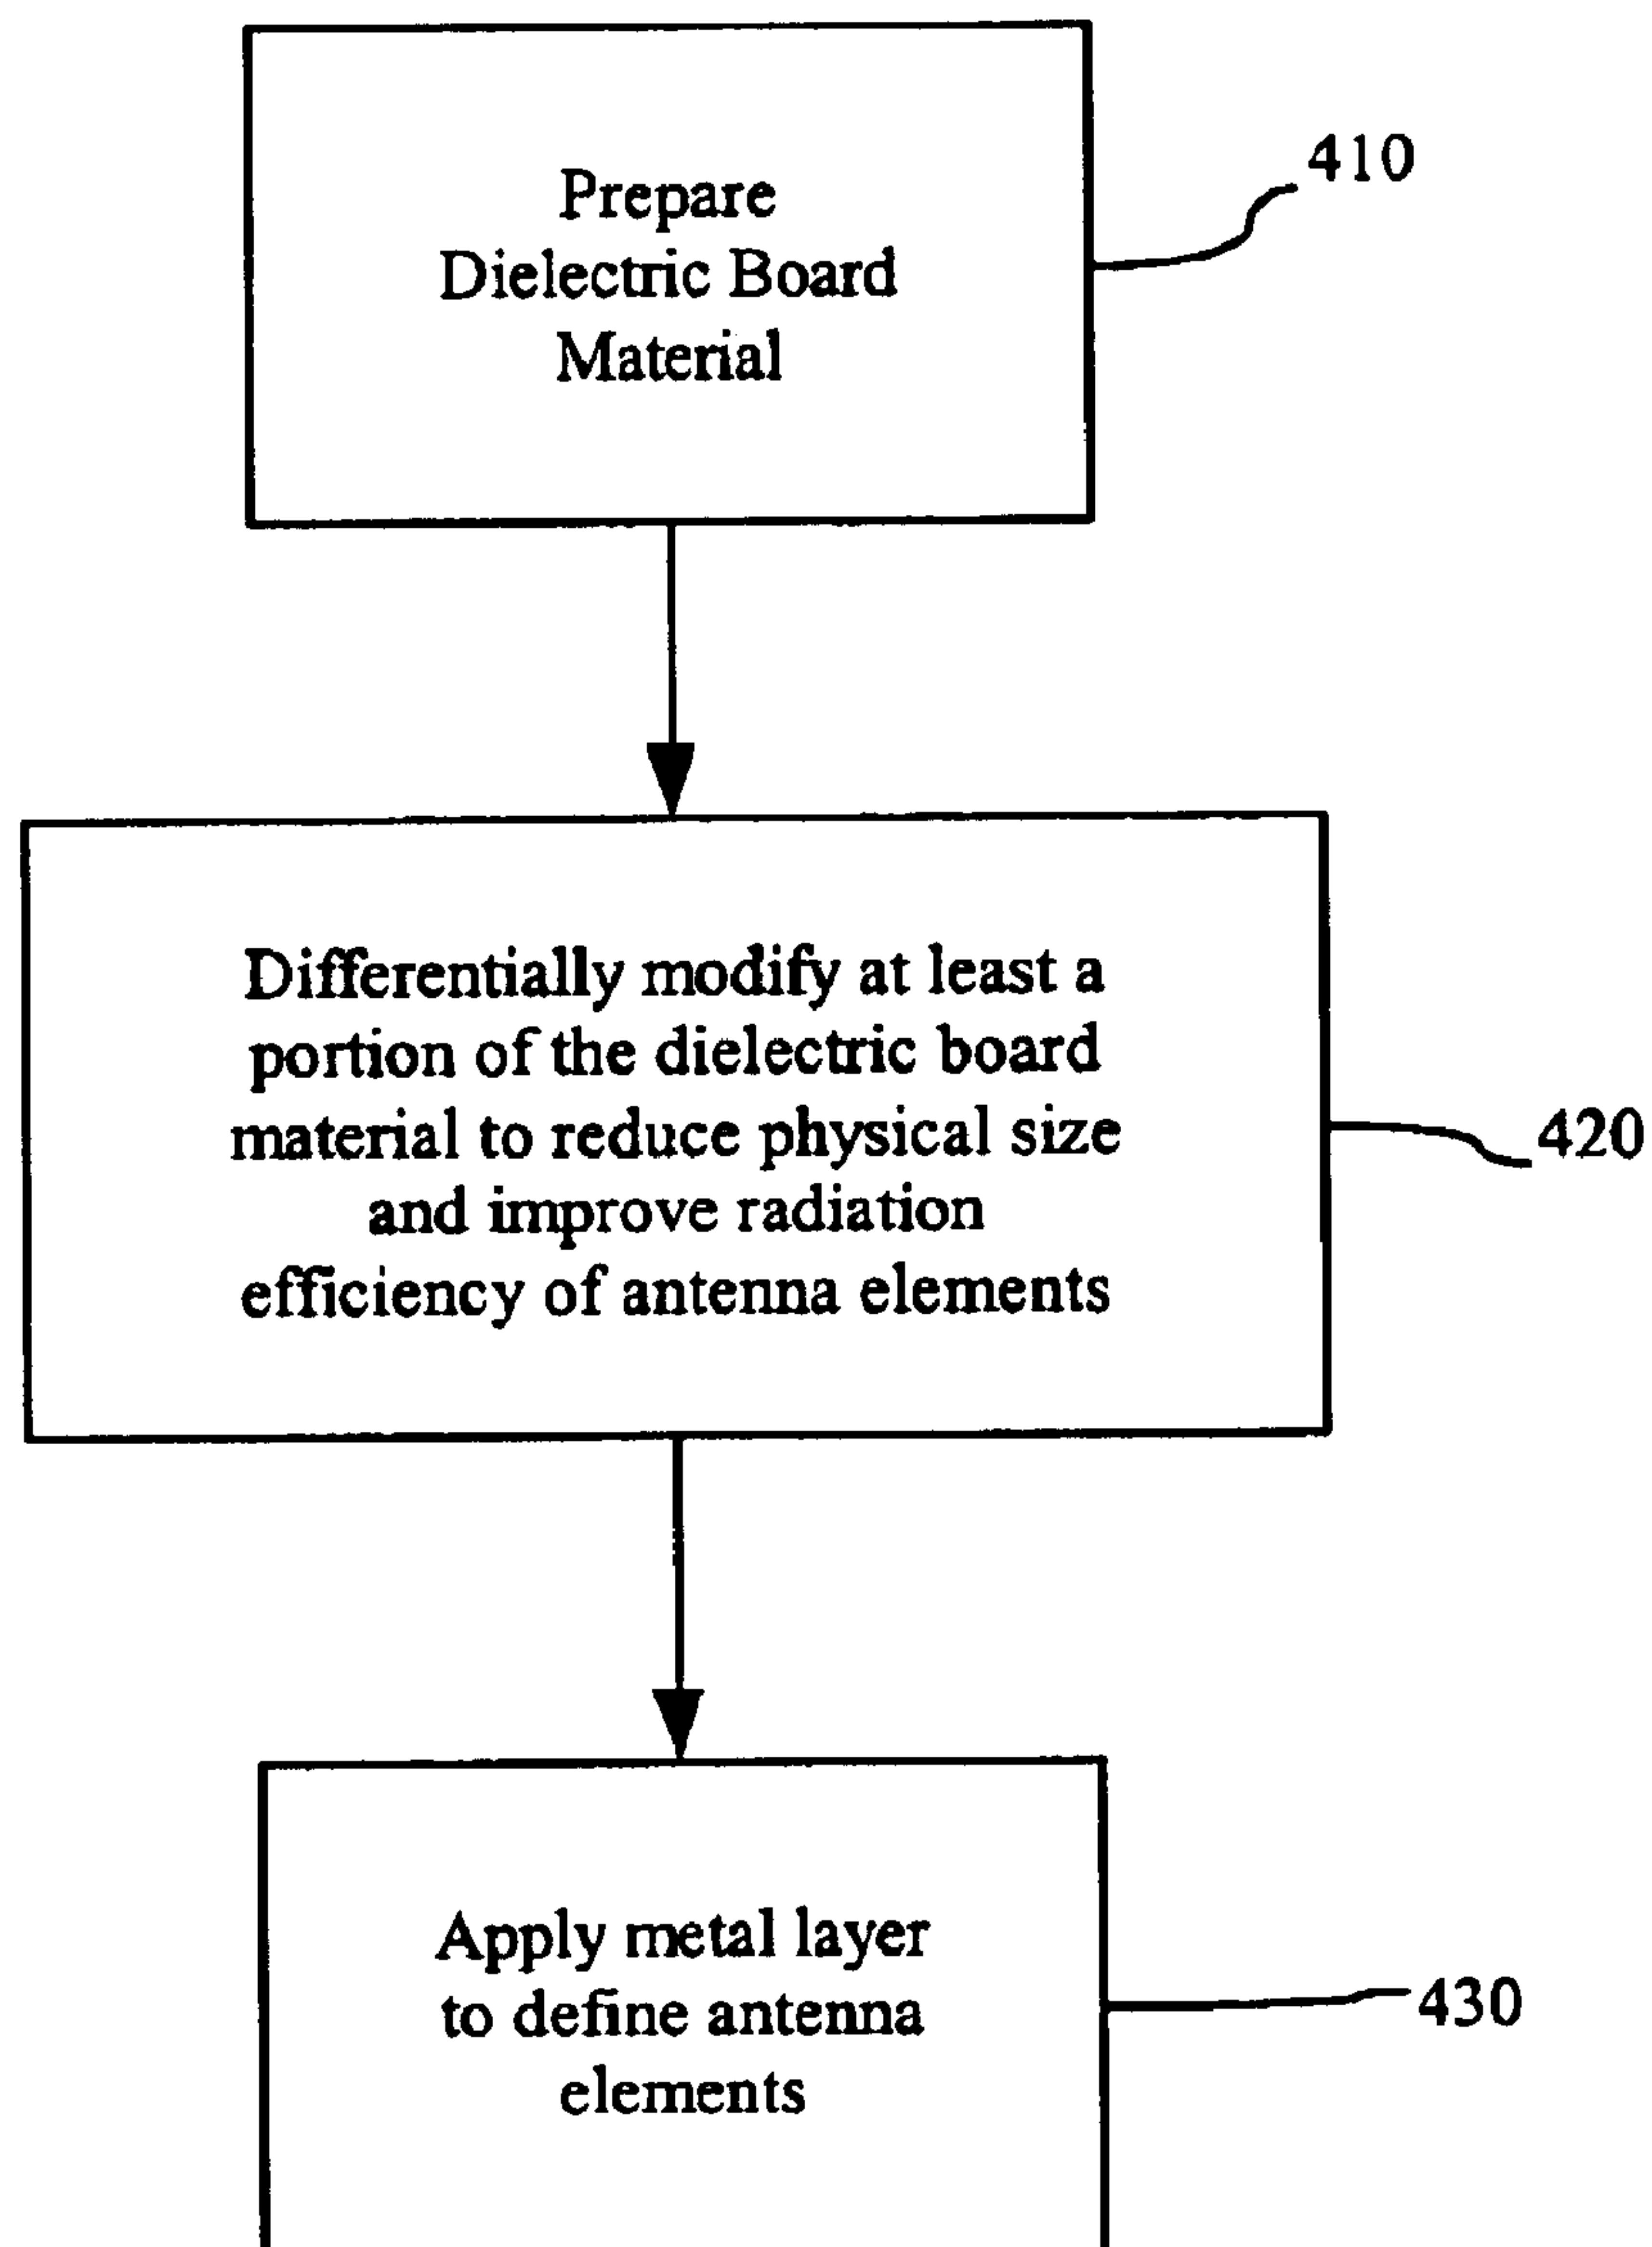 Prepare
Dielectric Board
Material
410
Differentially modify at least a
portion of the dielectric board
material to reduce physical size
and improve radiation
efficiency of antenna elements
420
Apply metal layer
to define antenna
elements
430